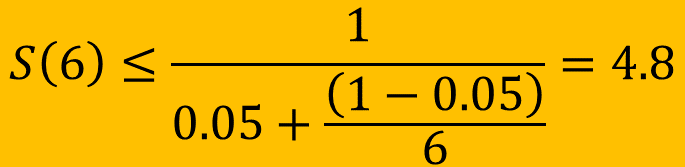 S(6) ≤ 1 / (0.05 + (1 − 0.05) / 6) = 4.8